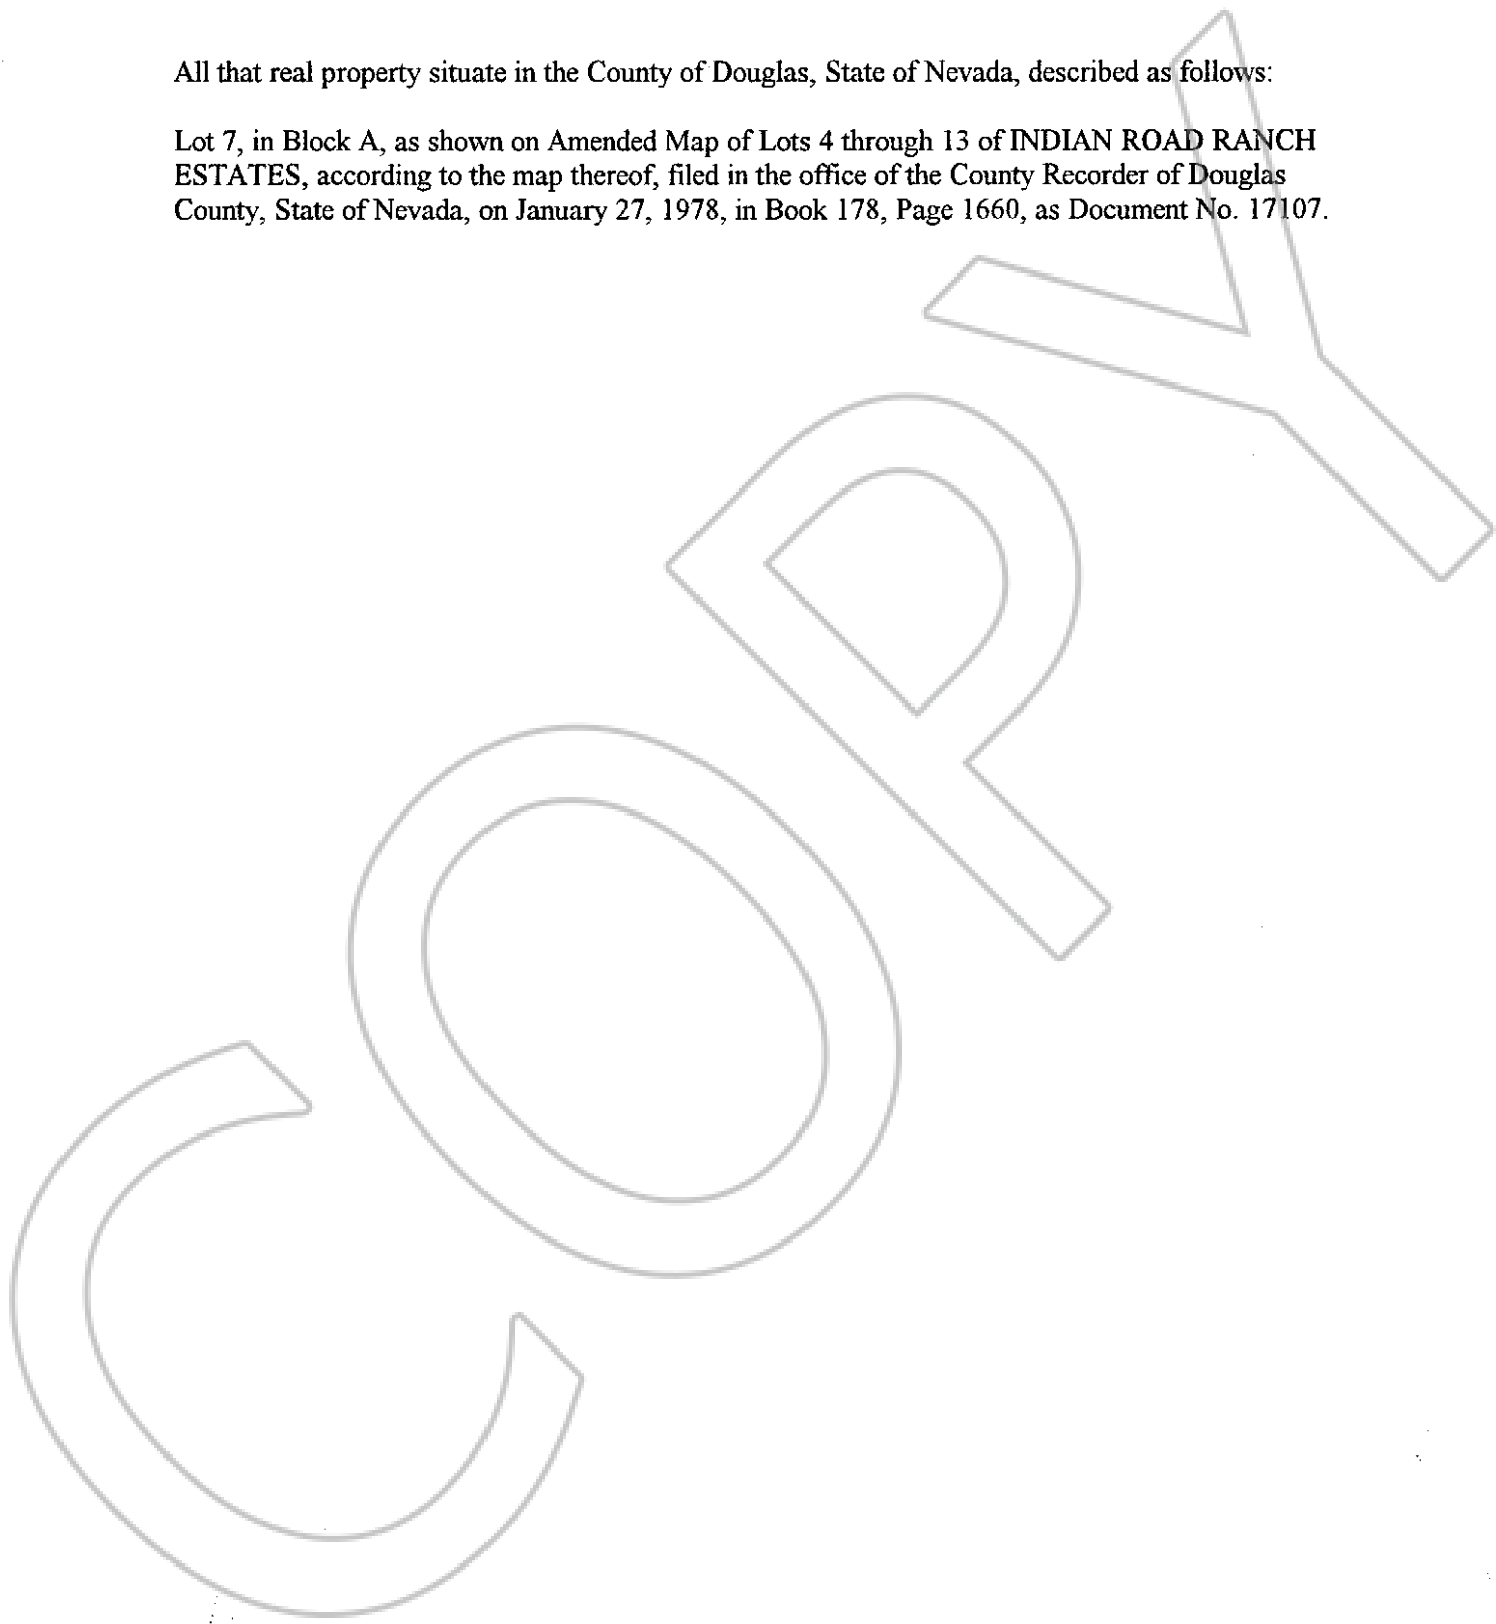 All that real property situate in the County of Douglas, State of Nevada, described as follows:
Lot 7, in Block A, as shown on Amended Map of Lots 4 through 13 of INDIAN ROAD RANCH
ESTATES, according to the map thereof, filed in the office of the County Recorder of Douglas
County, State of Nevada, on January 27, 1978, in Book 178, Page 1660, as Document No. 17107.
COPY